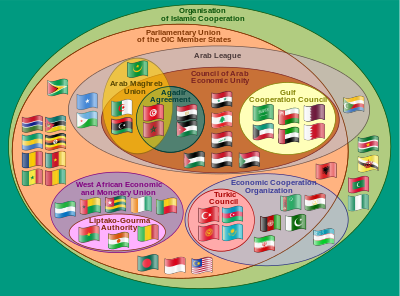 Organisation
of Islamic Cooperation
Parliamentary Union
of the OIC Member States
Arab League
Council of Arab
Economic Unity
Arab Maghreb
Union
Agadir
Agreement
Gulf
Cooperation Council
West African Economic
and Monetary Union
Liptako-Gourma
Authority
Economic Cooperation
Organization
Turkic
Council